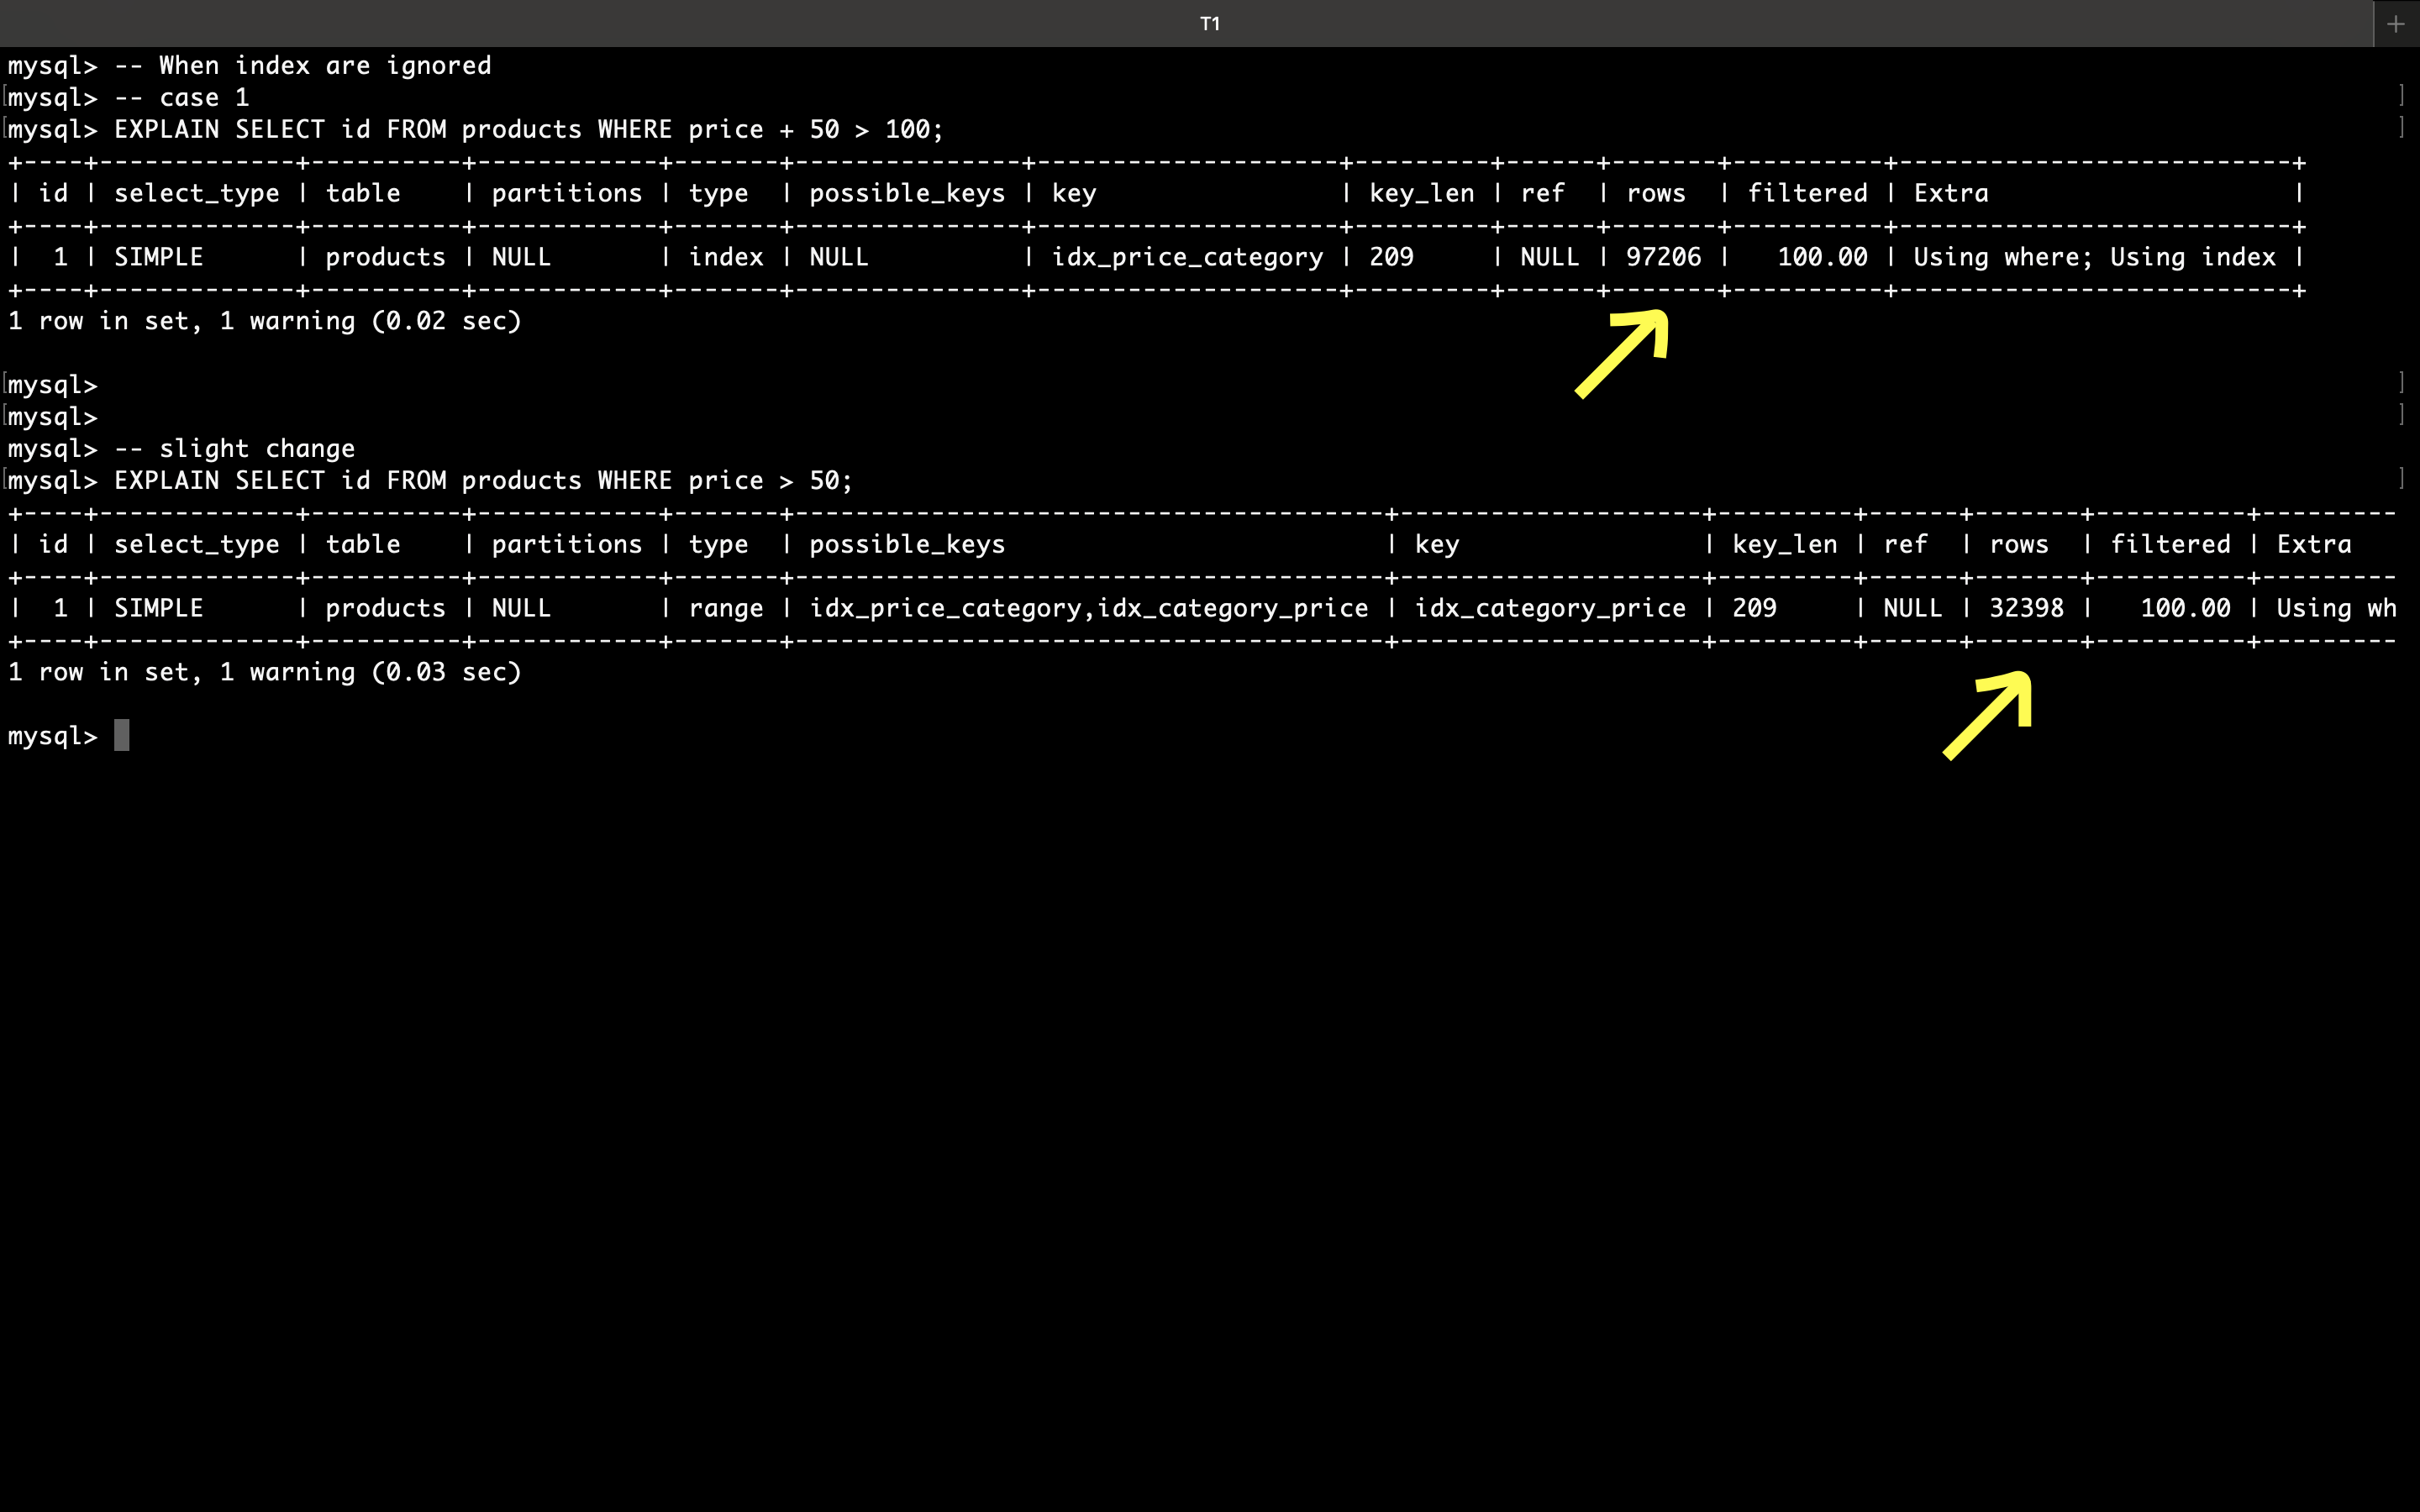 T1
mysql> -- When index are ignored
mysql> -- case 1
mysql> EXPLAIN SELECT id FROM products WHERE price + 50 > 100;
+----+-------------+----------+------------+-------+---------------+--------------------+---------+------+-------+----------+--------------------------+
| id | select_type | table    | partitions | type  | possible_keys | key                | key_len | ref  | rows  | filtered | Extra                    |
+----+-------------+----------+------------+-------+---------------+--------------------+---------+------+-------+----------+--------------------------+
|  1 | SIMPLE      | products | NULL       | index | NULL          | idx_price_category | 209     | NULL | 97206 |   100.00 | Using where; Using index |
+----+-------------+----------+------------+-------+---------------+--------------------+---------+------+-------+----------+--------------------------+
1 row in set, 1 warning (0.02 sec)
mysql>
mysql>
mysql> -- slight change
mysql> EXPLAIN SELECT id FROM products WHERE price > 50;
+----+-------------+----------+------------+-------+---------------------------------------+--------------------+---------+------+-------+----------+---------
| id | select_type | table    | partitions | type  | possible_keys                         | key                | key_len | ref  | rows  | filtered | Extra
+----+-------------+----------+------------+-------+---------------------------------------+--------------------+---------+------+-------+----------+---------
|  1 | SIMPLE      | products | NULL       | range | idx_price_category,idx_category_price | idx_category_price | 209     | NULL | 32398 |   100.00 | Using wh
+----+-------------+----------+------------+-------+---------------------------------------+--------------------+---------+------+-------+----------+---------
1 row in set, 1 warning (0.03 sec)
mysql>